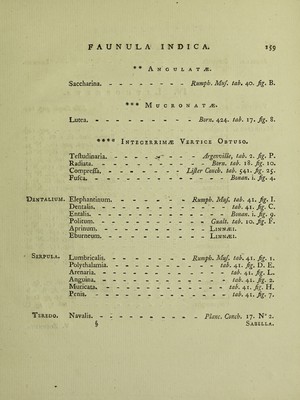 FAUNULA INDICA. 259
** ANGULATÆ.
Saccharina. - - - - - - - - Rumph. Muſ. tab. 40. fig. B.
*** MUCRONATÆ.
Lutea. - - - - - - - - - Born. 424. tab. 17. fig. 8.
**** INTEGERRIMÆ VERTICE OBTUSO.
Teſtudinaria. - - - - - - - Argenville, tab. 2. fig. P.
Radiata. - - - - - - - - Born. tab. 18. fig. 10.
Compreſſa. - - - - - - - Liſter Conch. tab. 541. fig. 25.
Fuſca. - - - - - - - - - Bonan. i. fig. 4.
DENTALIUM. Elephantinum. - - - - - - Rumph. Muſ. tab. 41. fig. I.
Dentalis. - - - - - - - - tab. 41. fig. C.
Entalis. - - - - - - - - Bonan. i. fig. 9.
Politum. - - - - - - - - Gualt. tab. 10. fig. F.
Aprinum. - - - - - - - - LINNÆI.
Eburneum. - - - - - - - - LINNÆI.
SERPULA. Lumbricalis. - - - - - - - Rumph. Muſ. tab. 41. fig. 1.
Polythalamia. - - - - - - - tab. 41. fig. D. E.
Arenaria. - - - - - - - - tab. 41. fig. L.
Anguina. - - - - - - - - tab. 41. fig. 2.
Muricata. - - - - - - - - tab. 41. fig. H.
Penis. - - - - - - - - - tab. 41. fig. 7.
TEREDO. Navalis. - - - - - - - - Planc. Conch. 17. Nº 2.
§ SABELLA.